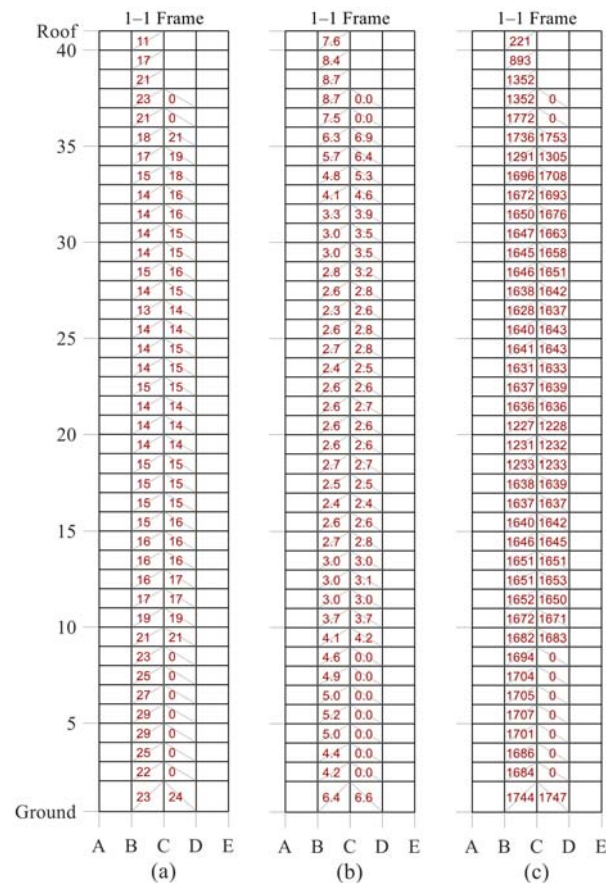 1–1 Frame 1–1 Frame 1–1 Frame
Roof 11 7.6 221
40 17 8.4 893
21 8.7 1352
23 0 8.7 0.0 1352 0
21 0 7.5 0.0 1772 0
18 21 6.3 6.9 1736 1753
35 17 19 5.7 6.4 1291 1305
15 18 4.8 5.3 1696 1708
14 16 4.1 4.6 1672 1693
14 16 3.3 3.9 1650 1676
14 15 3.0 3.5 1647 1663
30 14 15 3.0 3.5 1645 1658
15 16 2.8 3.2 1646 1651
14 15 2.6 2.8 1638 1642
13 14 2.3 2.6 1628 1637
14 14 2.6 2.8 1640 1643
25 14 15 2.7 2.8 1641 1643
14 15 2.4 2.5 1631 1633
15 15 2.6 2.6 1637 1639
14 14 2.6 2.7 1636 1636
14 14 2.6 2.6 1227 1228
20 14 14 2.6 2.6 1231 1232
15 15 2.7 2.7 1233 1233
15 15 2.5 2.5 1638 1639
15 15 2.4 2.4 1637 1637
15 16 2.6 2.6 1640 1642
15 16 16 2.7 2.8 1646 1645
16 16 3.0 3.0 1651 1651
16 17 3.0 3.1 1651 1653
17 17 3.0 3.0 1652 1650
19 19 3.7 3.7 1672 1671
10 21 21 4.1 4.2 1682 1683
23 0 4.6 0.0 1694 0
25 0 4.9 0.0 1704 0
27 0 5.0 0.0 1705 0
29 0 5.2 0.0 1707 0
5 29 0 5.0 0.0 1701 0
25 0 4.4 0.0 1686 0
22 0 4.2 0.0 1684 0
23 24 6.4 6.6 1744 1747
Ground
A B C D E A B C D E A B C D E
(a) (b) (c)